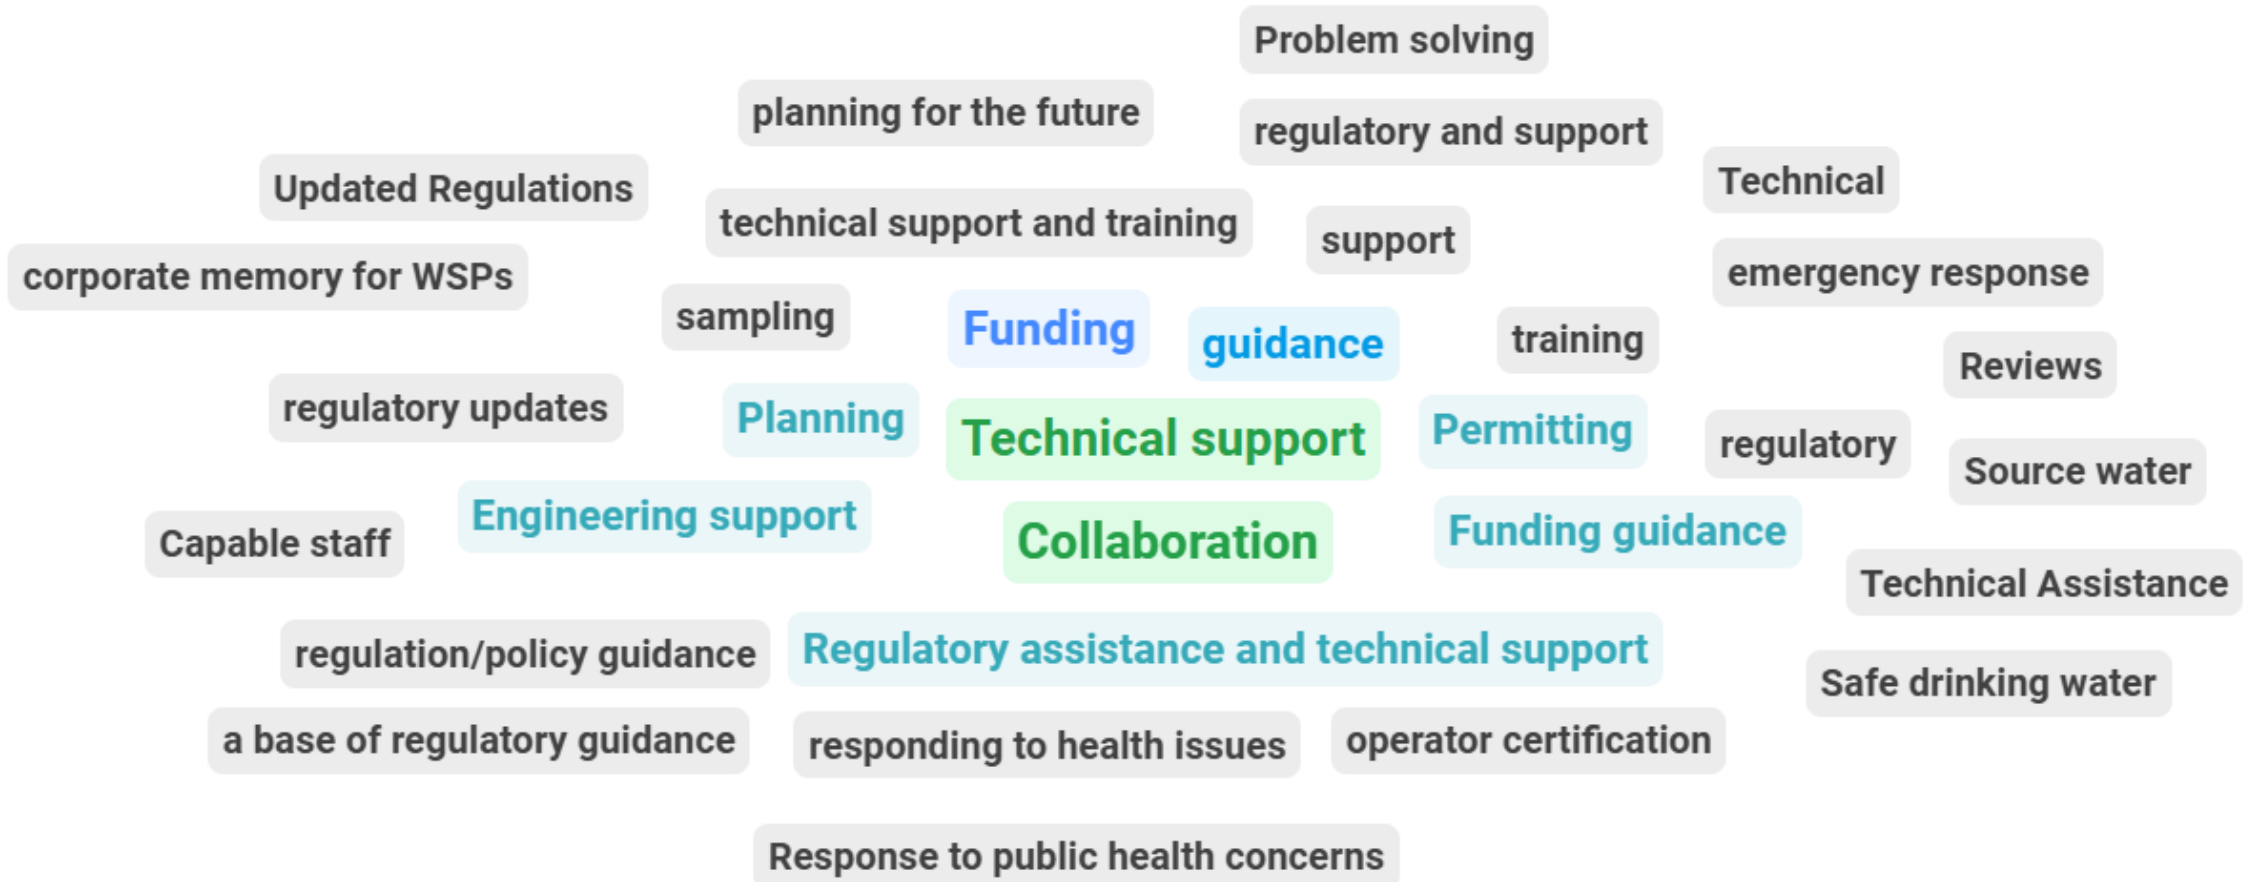 Problem solving
planning for the future
regulatory and support
Technical
Updated Regulations
technical support and training
support
corporate memory for WSPs
emergency response
sampling
Funding
guidance
training
Reviews
regulatory updates
Planning
Technical support
Permitting
regulatory
Source water
Engineering support
Capable staff
Collaboration
Funding guidance
Technical Assistance
regulation/policy guidance
Regulatory assistance and technical support
Safe drinking water
a base of regulatory guidance
responding to health issues
operator certification
Response to public health concerns